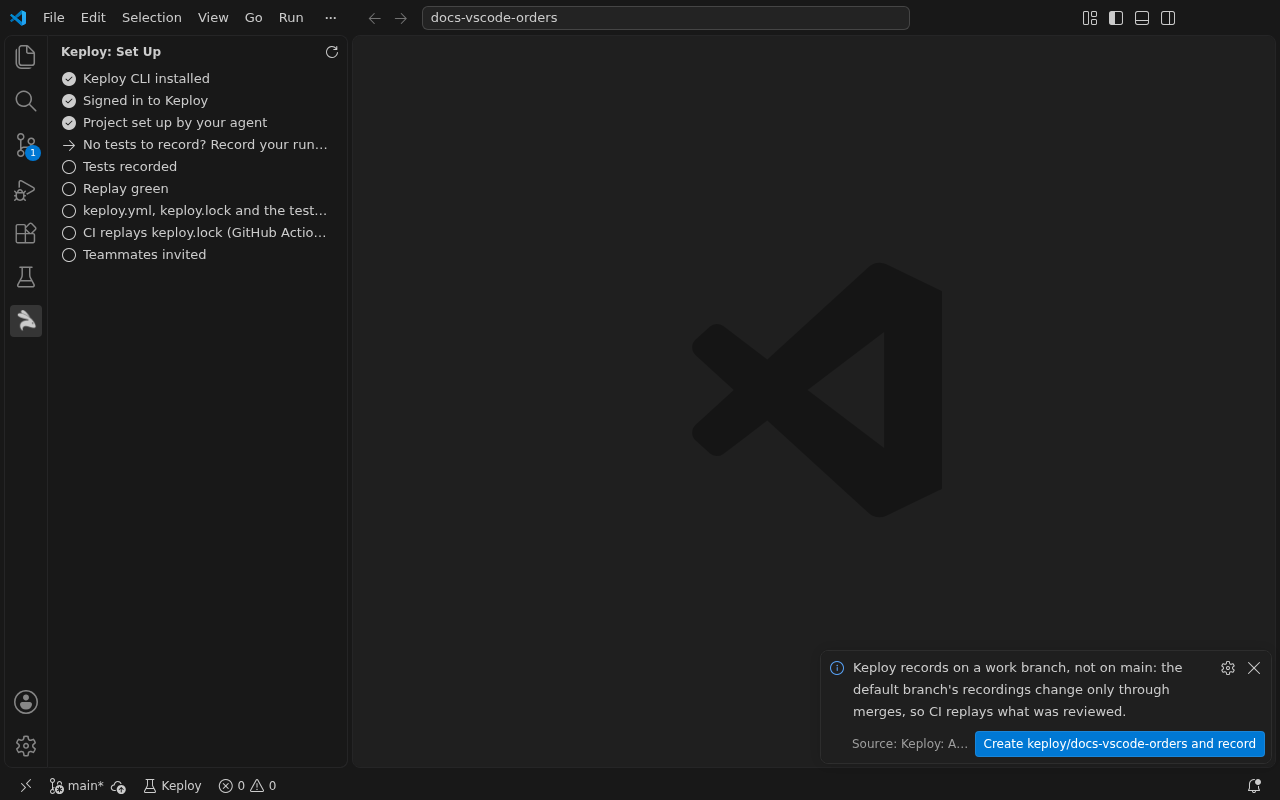 File Edit Selection View Go Run ···
docs-vscode-orders
Keploy: Set Up
Keploy CLI installed
Signed in to Keploy
Project set up by your agent
No tests to record? Record your run…
Tests recorded
Replay green
keploy.yml, keploy.lock and the test…
CI replays keploy.lock (GitHub Actio…
Teammates invited
1
Keploy records on a work branch, not on main: the
default branch's recordings change only through
merges, so CI replays what was reviewed.
Source: Keploy: A…
Create keploy/docs-vscode-orders and record
main* Keploy 0 0